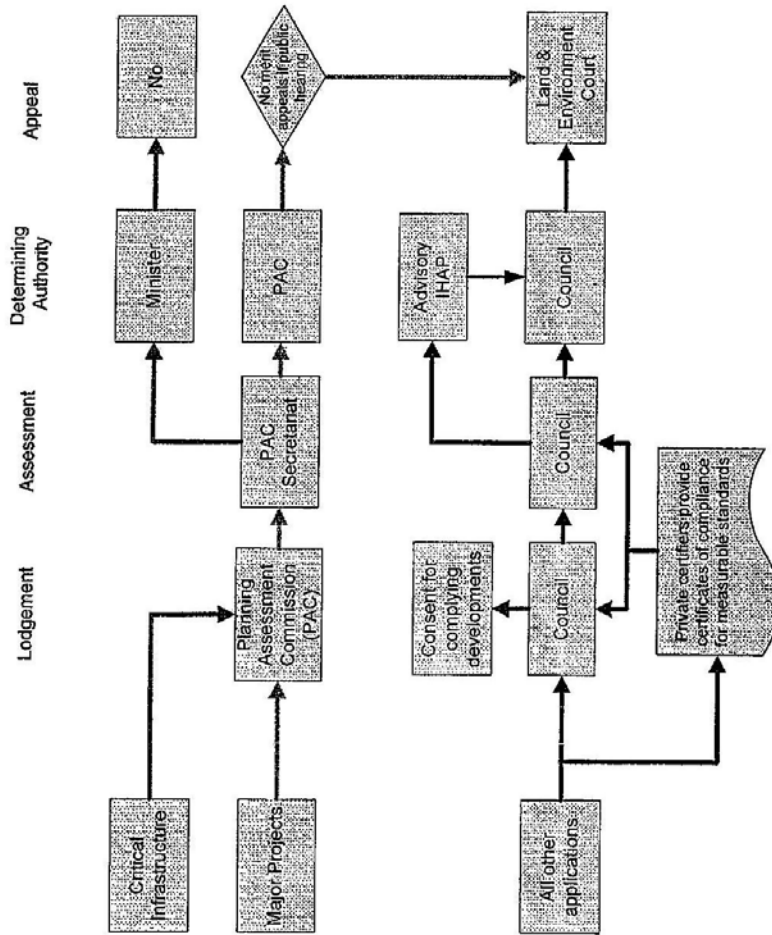 Lodgement
Assessment
Determining
Authority
Appeal
Critical
Infrastructure
Major Projects
Planning
Assessment
Commission
(PAC)
PAC
Secretariat
Minister
PAC
No
No merit
appeals if public
hearing
All other
applications
Consent for
complying
developments
Council
Council
Advisory
IHAP
Council
Land &
Environment
Court
Private certifiers provide
certificates of compliance
for measurable standards